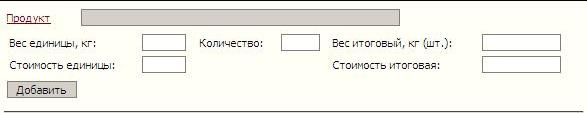 Продукт
Вес единицы, кг: Количество: Вес итоговый, кг (шт.):
Стоимость единицы: Стоимость итоговая:
Добавить